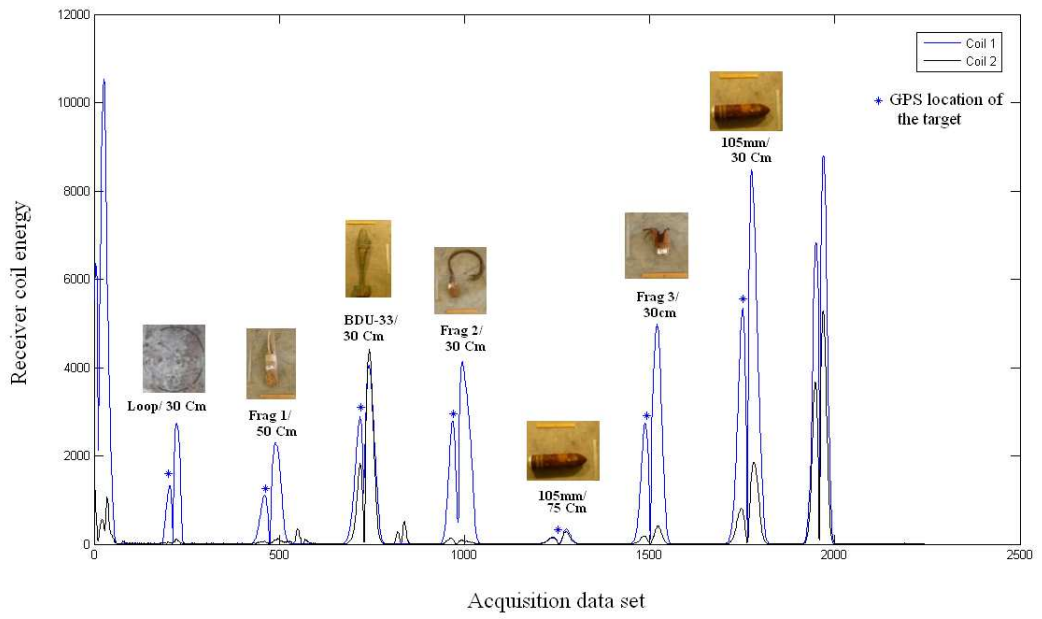 12000
10000
8000
6000
4000
2000
0
Receiver coil energy
Coil 1
Coil 2
* GPS location of
the target
Loop/ 30 Cm
Frag 1/
50 Cm
BDU-33/
30 Cm
Frag 2/
30 Cm
105mm/
75 Cm
Frag 3/
30cm
105mm/
30 Cm
0
500
1000
1500
2000
2500
Acquisition data set